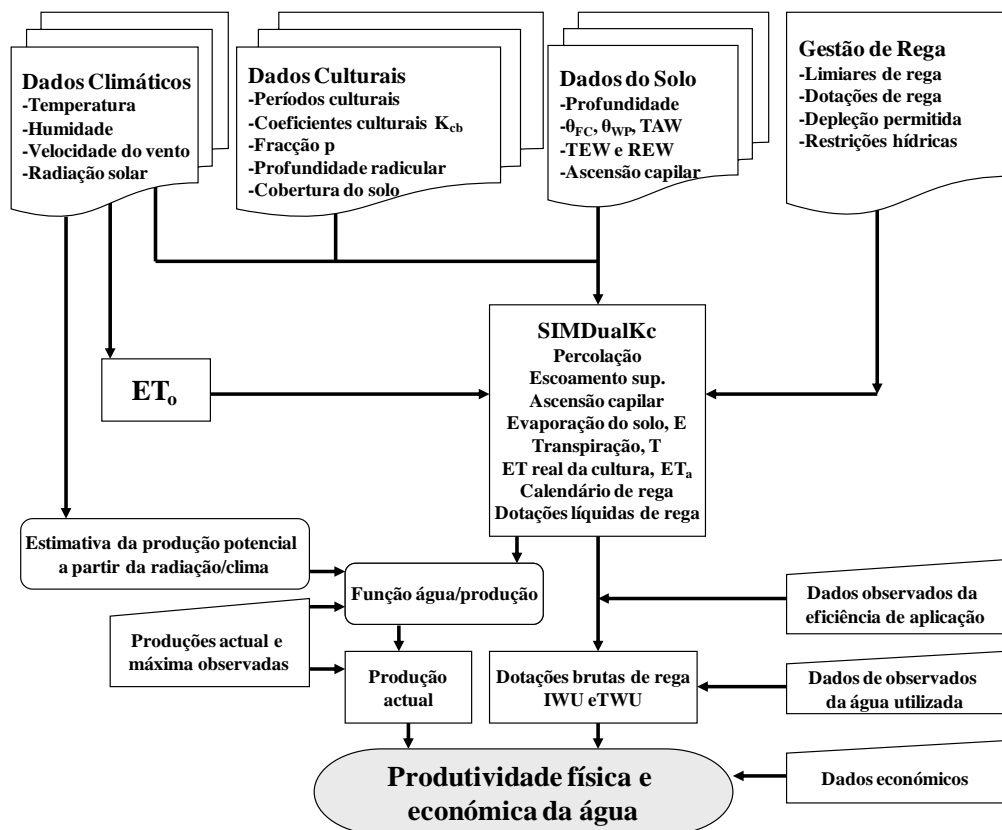 Dados Climáticos
-Temperatura
-Humidade
-Velocidade do vento
-Radiação solar
Dados Culturais
-Períodos culturais
-Coeficientes culturais Kcb
-Fracção p
-Profundidade radicular
-Cobertura do solo
Dados do Solo
-Profundidade
-θFC, θWP, TAW
-TEW e REW
-Ascensão capilar
Gestão de Rega
-Limiares de rega
-Dotações de rega
-Depleção permitida
-Restrições hídricas
ETo
SIMDualKc
Percolação
Escoamento sup.
Ascensão capilar
Evaporação do solo, E
Transpiração, T
ET real da cultura, ETa
Calendário de rega
Dotações líquidas de rega
Estimativa da produção potencial
a partir da radiação/clima
Função água/produção
Dados observados da
eficiência de aplicação
Produções actual e
máxima observadas
Produção
actual
Dotações brutas de rega
IWU eTWU
Dados de observados
da água utilizada
Produtividade física e
económica da água
Dados económicos